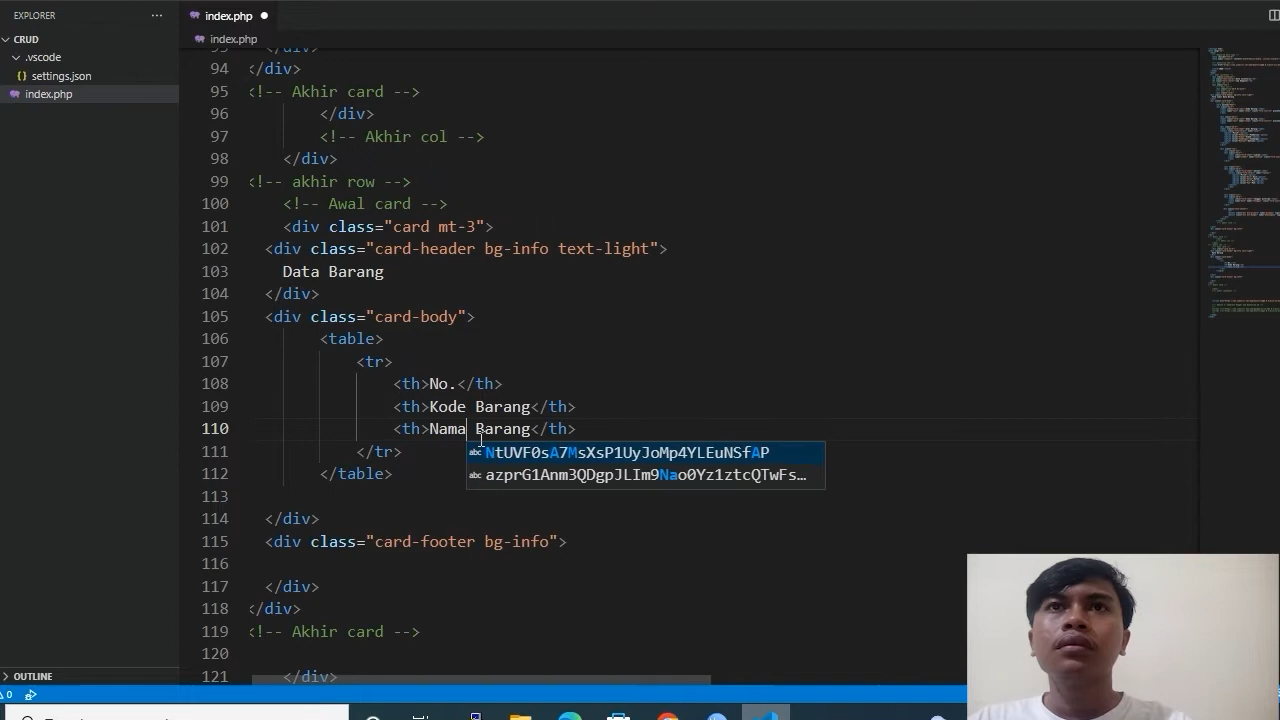 EXPLORER
···
index.php
CRUD
index.php
.vscode
settings.json
index.php
93 </div>
94 </div>
95 <!-- Akhir card -->
96 </div>
97 <!-- Akhir col -->
98 </div>
99 <!-- akhir row -->
100 <!-- Awal card -->
101 <div class="card mt-3">
102 <div class="card-header bg-info text-light">
103 Data Barang
104 </div>
105 <div class="card-body">
106 <table>
107 <tr>
108 <th>No.</th>
109 <th>Kode Barang</th>
110 <th>Nama Barang</th>
111 </tr>
abc NtUVF0sA7MsXsP1UyJoMp4YLEuNSfAP
112 </table>
abc azprG1Anm3QDgpJLIm9Nao0Yz1ztcQTwFs…
113
114 </div>
115 <div class="card-footer bg-info">
116
117 </div>
118 </div>
119 <!-- Akhir card -->
120
121 </div>
OUTLINE
0